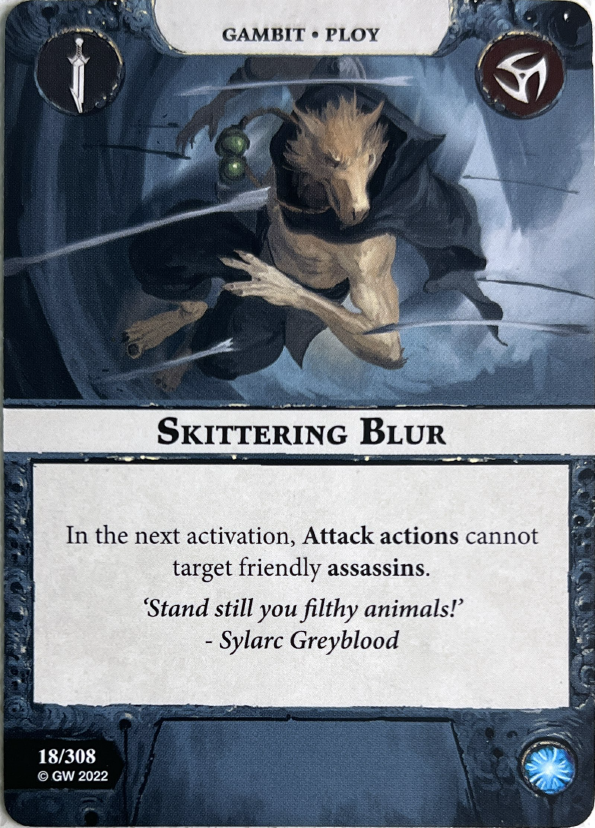 GAMBIT • PLOY
SKITTERING BLUR
In the next activation, Attack actions cannot
target friendly assassins.
‘Stand still you filthy animals!’
- Sylarc Greyblood
18/308
© GW 2022